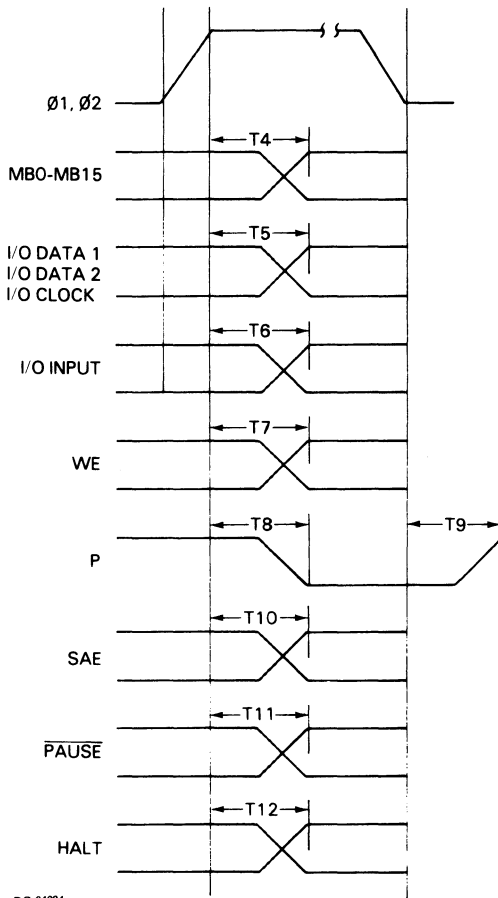 Ø1, Ø2
T4
MB0-MB15
T5
I/O DATA 1
I/O DATA 2
I/O CLOCK
T6
I/O INPUT
T7
WE
T8
T9
P
T10
SAE
T11
PAUSE
T12
HALT